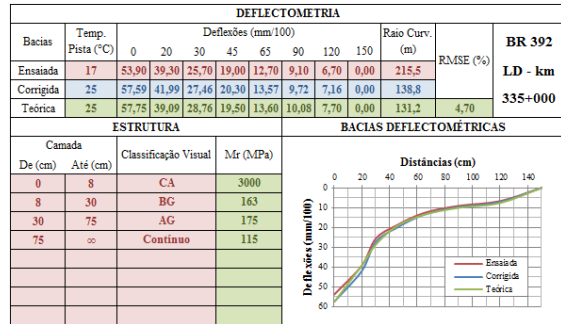 DEFLECTOMETRIA
Bacias Temp. Pista (°C) Deflexões (mm/100) Raio Curv. (m) RMSE (%) BR 392 LD - km 335+000
0 20 30 45 65 90 120 150
Ensaiada 17 53,90 39,30 25,70 19,00 12,70 9,10 6,70 0,00 215,5
Corrigida 25 57,59 41,99 27,46 20,30 13,57 9,72 7,16 0,00 138,8
Teórica 25 57,75 39,09 28,76 19,50 13,60 10,08 7,70 0,00 131,2 4,70
ESTRUTURA BACIAS DEFLECTOMÉTRICAS
Camada Classificação Visual Mr (MPa)
De (cm) Até (cm)
0 8 CA 3000
8 30 BG 163
30 75 AG 175
75 ∞ Contínuo 115
Distâncias (cm)
0 20 40 60 80 100 120 140
Deflexões (mm/100)
0
10
20
30
40
50
60
Ensaiada
Corrigida
Teórica